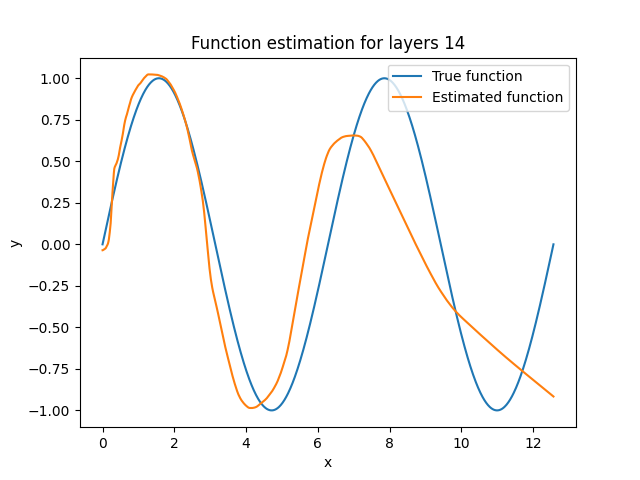 Function estimation for layers 14
True function
Estimated function
1.00
0.75
0.50
0.25
0.00
−0.25
−0.50
−0.75
−1.00
y
0 2 4 6 8 10 12
x